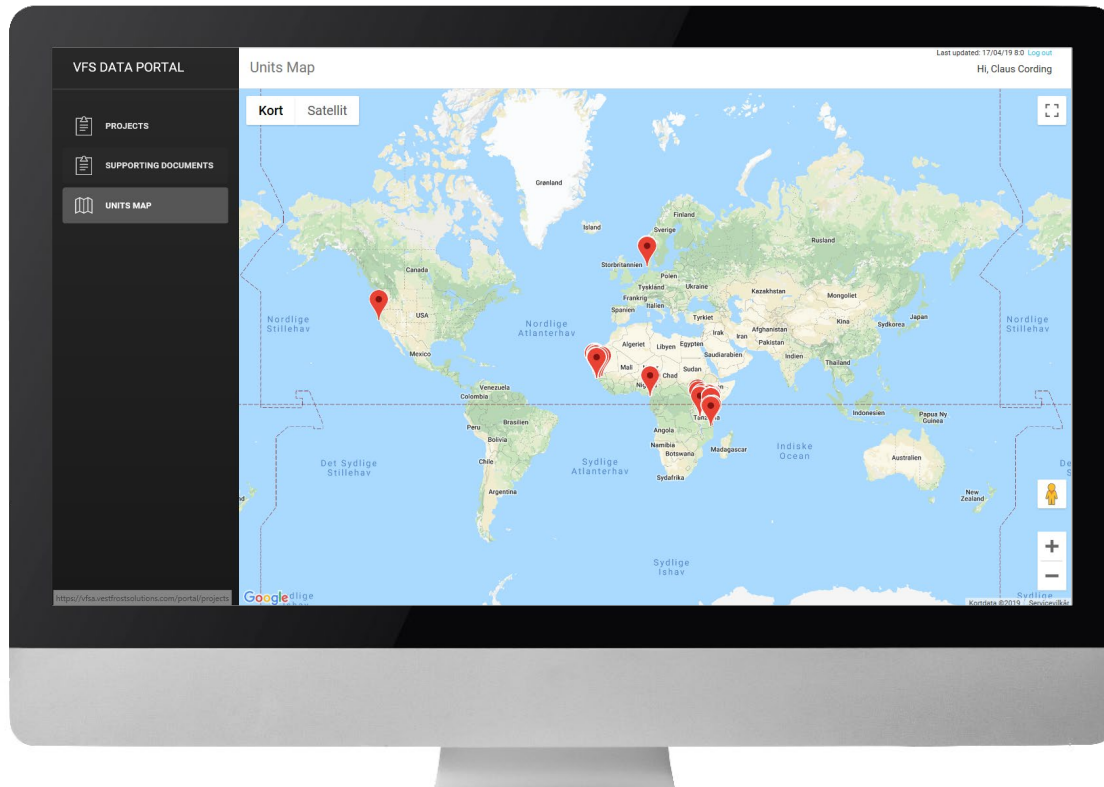 VFS DATA PORTAL
PROJECTS
SUPPORTING DOCUMENTS
UNITS MAP
https://vfsa.vestfrostsolutions.com/portal/projects
Last updated: 17/04/19 8:0 Log out
Units Map
Hi, Claus Cording
Kort Satellit
Grønland
Island
Finland
Sverige
Rusland
Storbritannien
Canada
Polen
Tyskland Ukraine
Kazakhstan
Mongoliet
Frankrig
Italien
Spanien
USA
Tyrkiet
Kina
Japan
Sydkorea
Nordlige
Stillehav
Nordlige
Atlanterhav
Nordlige
Stillehav
Irak
Iran
Afghanistan
Pakistan
Algeriet Libyen Egypten
Saudiarabien
Indien
Mexico
Mali
Chad
Sudan
Thailand
Venezuela
Colombia
Indonesien
Papua Ny
Guinea
Peru
Brasilien
Bolivia
Angola
Namibia
Botswana
Madagascar
Indiske
Ocean
Australien
Chile
Det Sydlige
Stillehav
Sydlige
Atlanterhav
Sydafrika
Argentina
New
Zealand
Sydlige
Ishav
Google
Kortdata ©2019 Servicevilkår